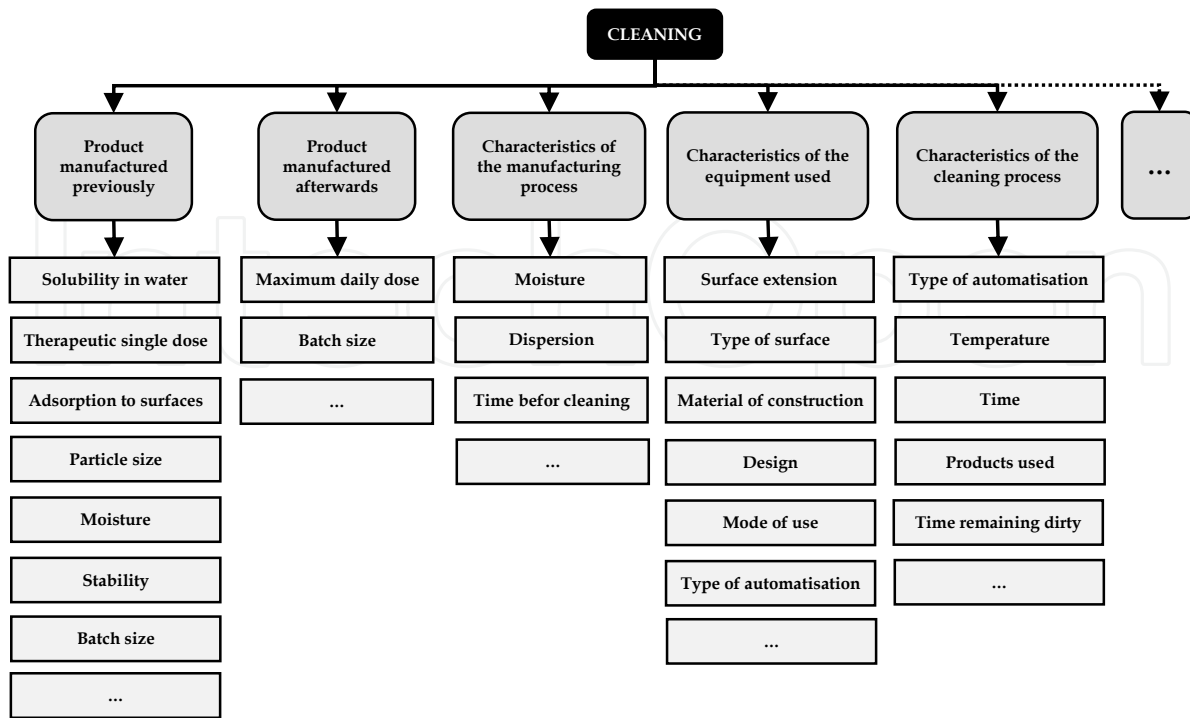 CLEANING
Product
manufactured
previously
Product
manufactured
afterwards
Characteristics of
the manufacturing
process
Characteristics of the
equipment used
Characteristics of the
cleaning process
...
Solubility in water
Therapeutic single dose
Adsorption to surfaces
Particle size
Moisture
Stability
Batch size
...
Maximum daily dose
Batch size
...
Moisture
Dispersion
Time befor cleaning
...
Surface extension
Type of surface
Material of construction
Design
Mode of use
Type of automatisation
...
Type of automatisation
Temperature
Time
Products used
Time remaining dirty
...
IntechOpen